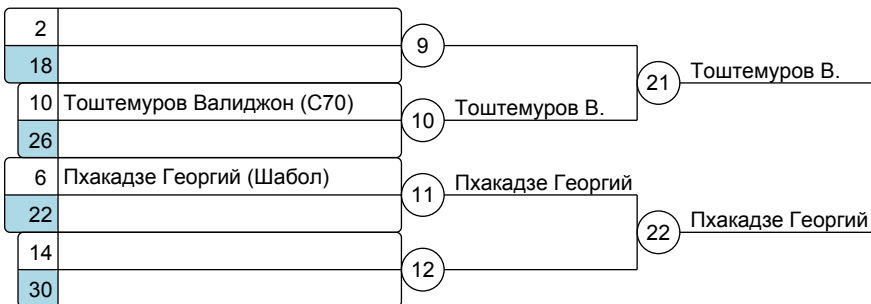 2
9
18
21 Тоштемуров В.
10 Тоштемуров Валиджон (С70)
10 Тоштемуров В.
26
6 Пхакадзе Георгий (Шабол)
11 Пхакадзе Георгий
22
22 Пхакадзе Георгий
14
12
30